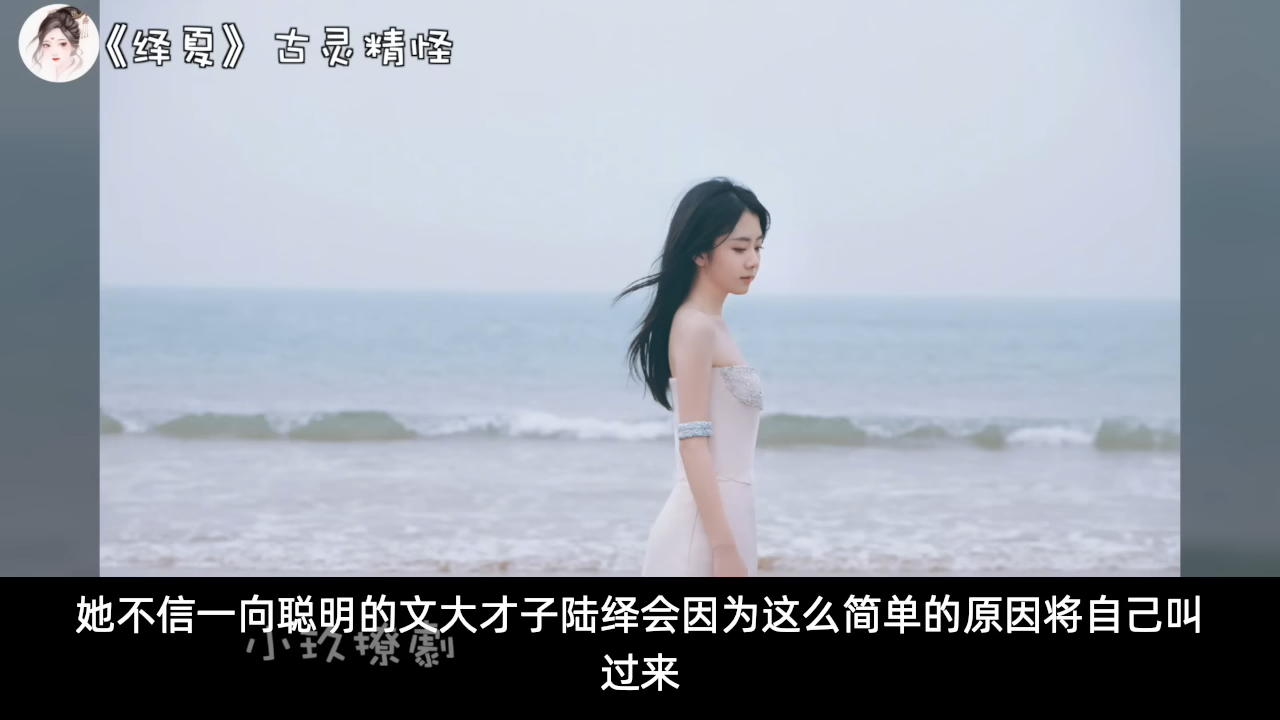 《绎夏》古灵精怪
她不信一向聪明的文大才子陆绎会因为这么简单的原因将自己叫
过来
小玖撩劇